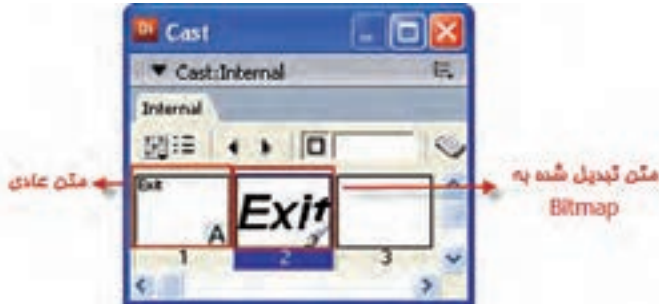 Cast
Cast:Internal
Internal
Exit
A
Exit
1
2
3
متن عادی
متن تبدیل شده به
Bitmap